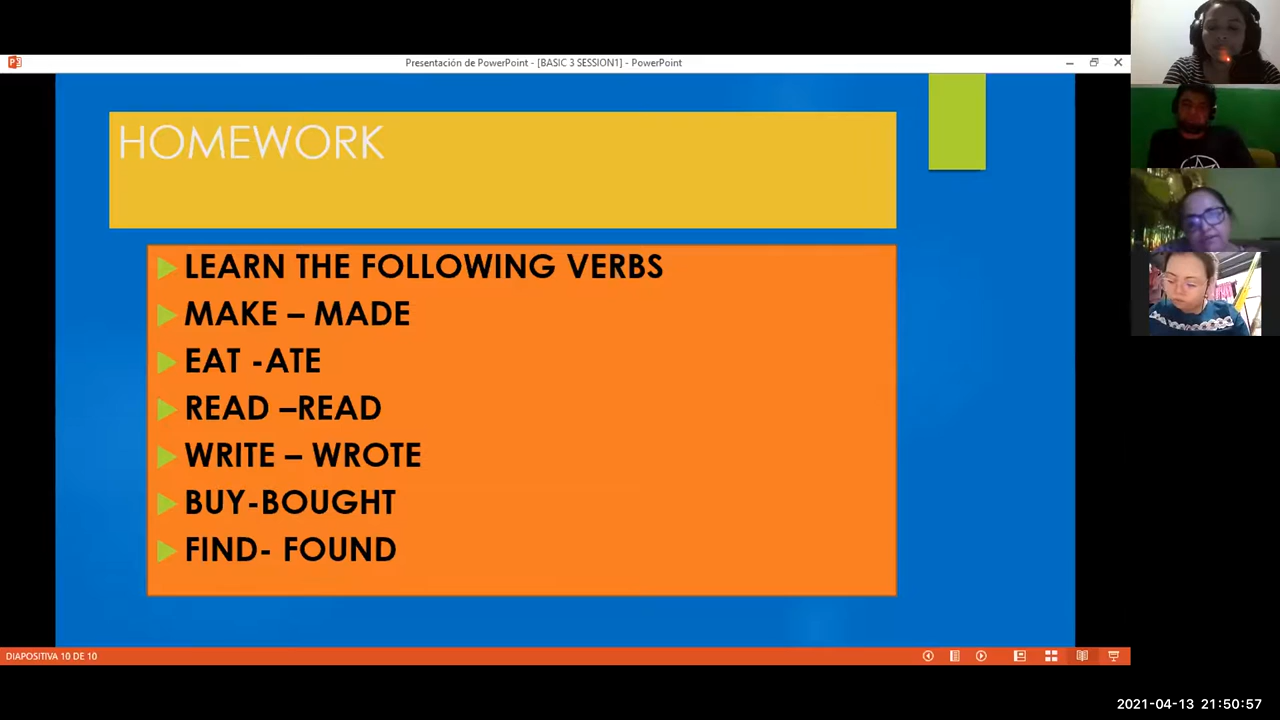 Presentación de PowerPoint - [BASIC 3 SESSION1] - PowerPoint
HOMEWORK
LEARN THE FOLLOWING VERBS
MAKE – MADE
EAT -ATE
READ –READ
WRITE – WROTE
BUY-BOUGHT
FIND- FOUND
DIAPOSITIVA 10 DE 10
2021-04-13 21:50:57